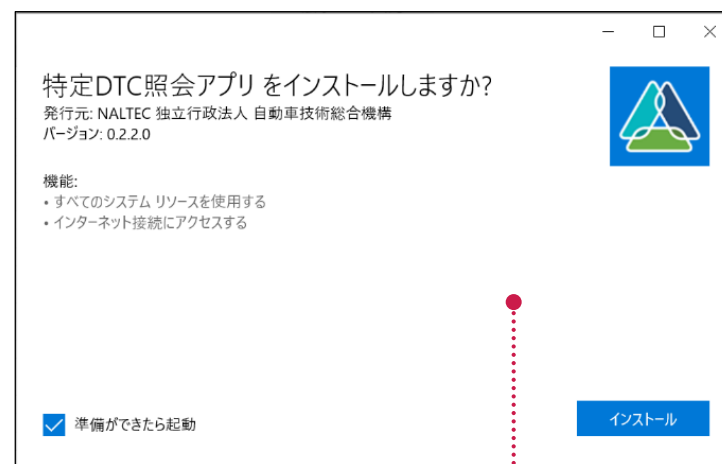 特定DTC照会アプリ をインストールしますか?
発行元: NALTEC 独立行政法人 自動車技術総合機構
バージョン: 0.2.2.0
機能:
• すべてのシステム リソースを使用する
• インターネット接続にアクセスする
準備ができたら起動
インストール